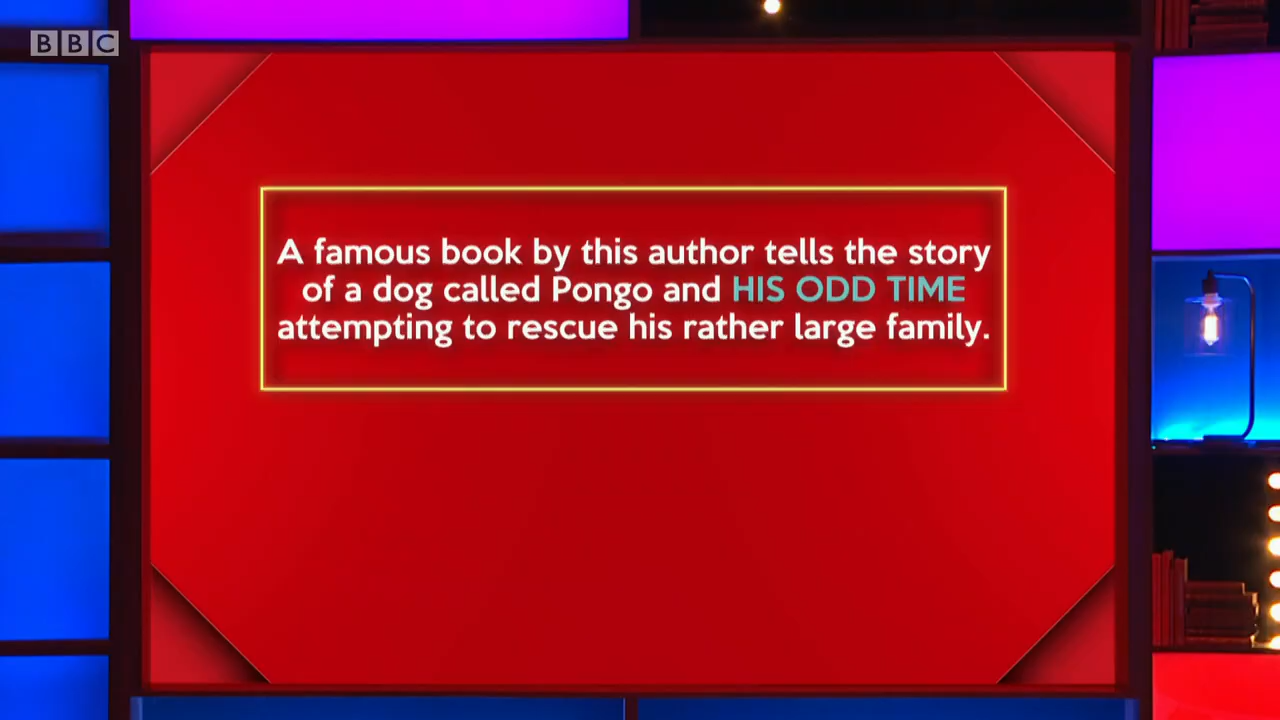 BBC
A famous book by this author tells the story
of a dog called Pongo and HIS ODD TIME
attempting to rescue his rather large family.